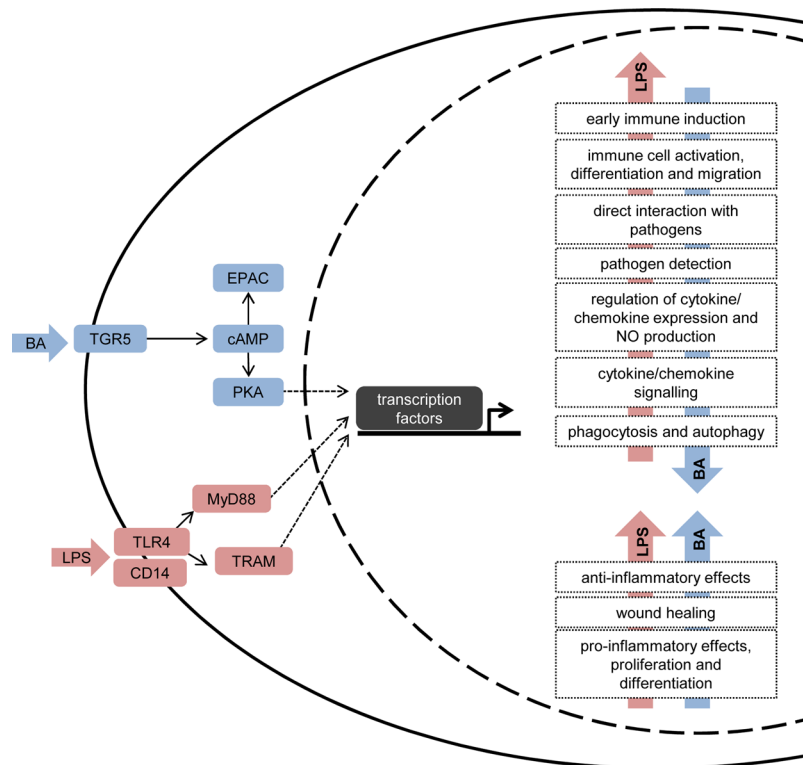 LPS
BA
early immune induction
immune cell activation,
differentiation and migration
direct interaction with
pathogens
pathogen detection
regulation of cytokine/
chemokine expression and
NO production
cytokine/chemokine
signalling
phagocytosis and autophagy
EPAC
BA
TGR5
cAMP
PKA
transcription
factors
MyD88
LPS
TLR4
CD14
TRAM
LPS
BA
anti-inflammatory effects
wound healing
pro-inflammatory effects,
proliferation and
differentiation